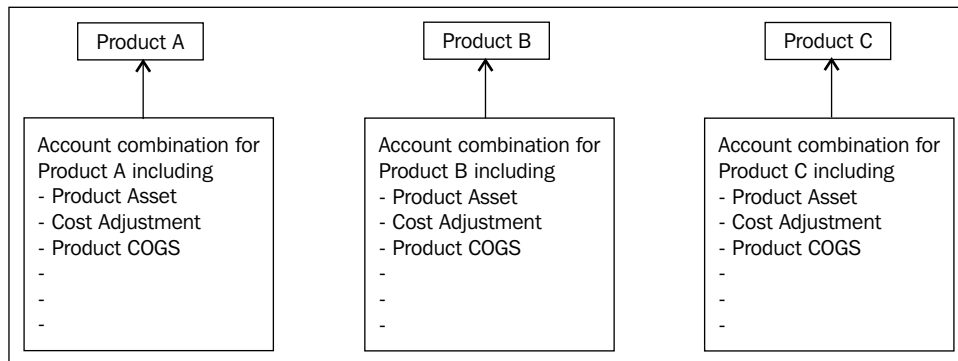 Product A
Product B
Product C
Account combination for
Product A including
- Product Asset
- Cost Adjustment
- Product COGS
-
-
-
Account combination for
Product B including
- Product Asset
- Cost Adjustment
- Product COGS
-
-
-
Account combination for
Product C including
- Product Asset
- Cost Adjustment
- Product COGS
-
-
-